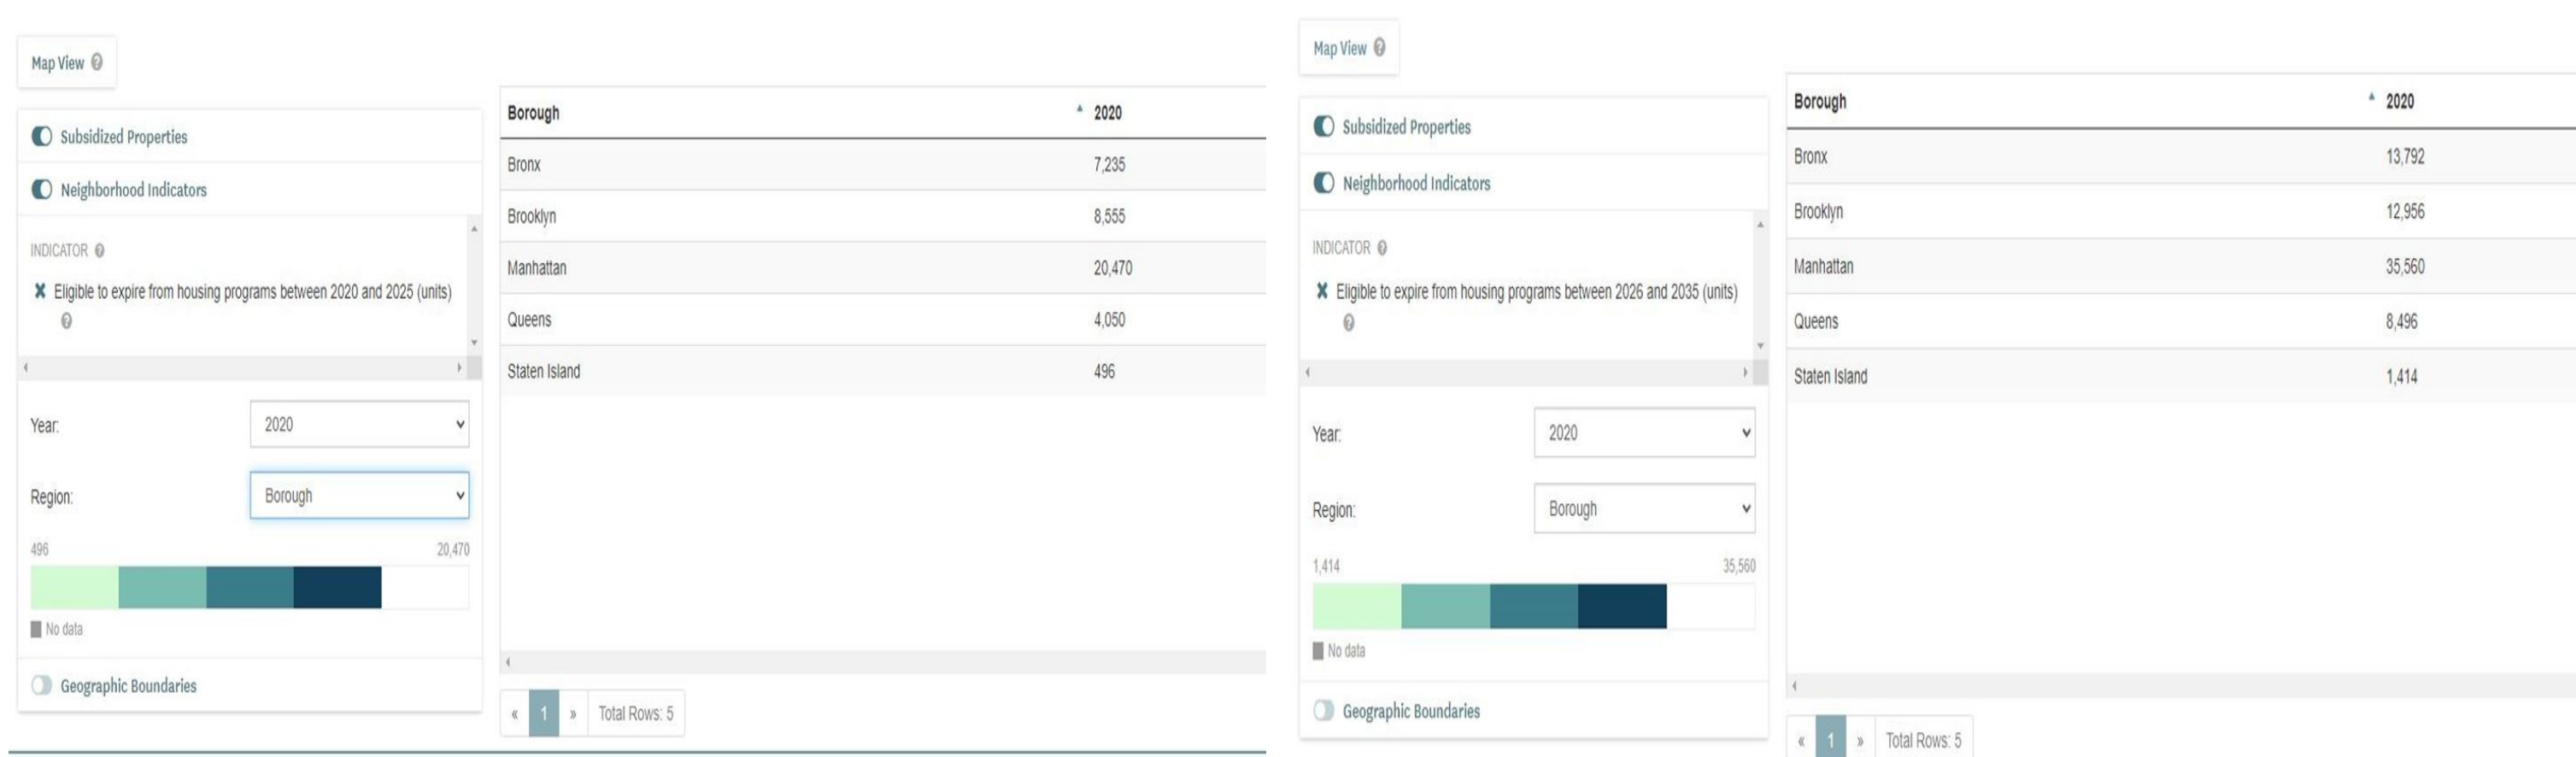 Map View
Subsidized Properties
Neighborhood Indicators
INDICATOR
Eligible to expire from housing programs between 2020 and 2025 (units)
Year: 2020
Region: Borough
496 20,470
No data
Geographic Boundaries
Borough 2020
Bronx 7,235
Brooklyn 8,555
Manhattan 20,470
Queens 4,050
Staten Island 496
« 1 » Total Rows: 5
Map View
Subsidized Properties
Neighborhood Indicators
INDICATOR
Eligible to expire from housing programs between 2026 and 2035 (units)
Year: 2020
Region: Borough
1,414 35,560
No data
Geographic Boundaries
Borough 2020
Bronx 13,792
Brooklyn 12,956
Manhattan 35,560
Queens 8,496
Staten Island 1,414
« 1 » Total Rows: 5